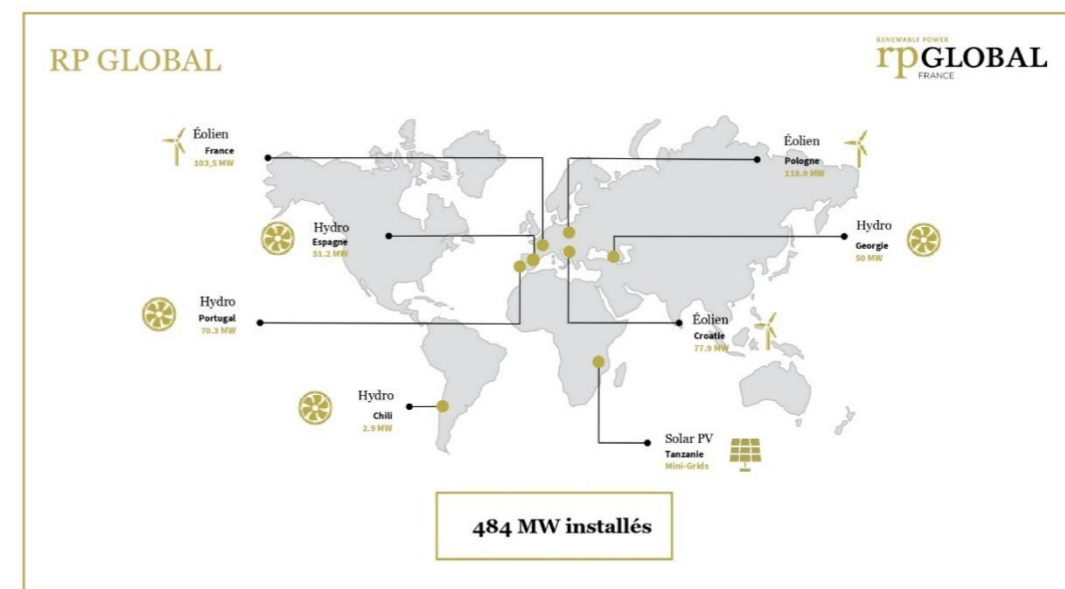 RP GLOBAL
RENEWABLE POWER
rpGLOBAL
FRANCE
Éolien
France
103,5 MW
Éolien
Pologne
118.9 MW
Hydro
Espagne
51.2 MW
Hydro
Georgie
50 MW
Hydro
Portugal
70.3 MW
Éolien
Croatie
77.9 MW
Hydro
Chili
2.9 MW
Solar PV
Tanzanie
Mini-Grids
484 MW installés